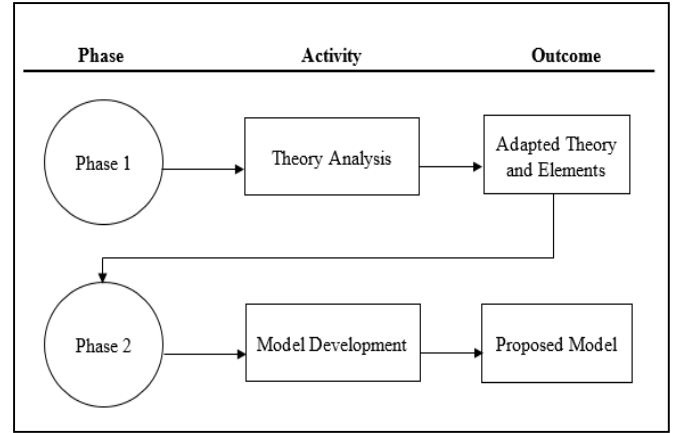 Phase Activity Outcome
Phase 1
Theory Analysis
Adapted Theory
and Elements
Phase 2
Model Development
Proposed Model